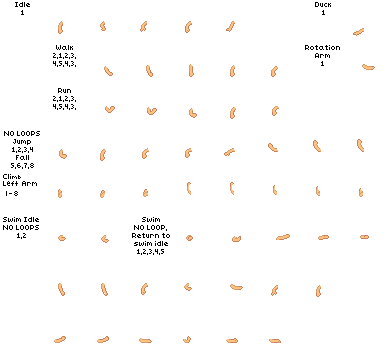 Idle
1
Duck
1
Walk
2,1,2,3,
4,5,4,3,
Rotation
Arm
1
Run
2,1,2,3,
4,5,4,3,
NO LOOPS
Jump
1,2,3,4
Fall
5,6,7,8
Climb
Left Arm
1-8
Swim Idle
NO LOOPS
1,2
Swim
NO LOOP,
Return to
swim idle
1,2,3,4,5